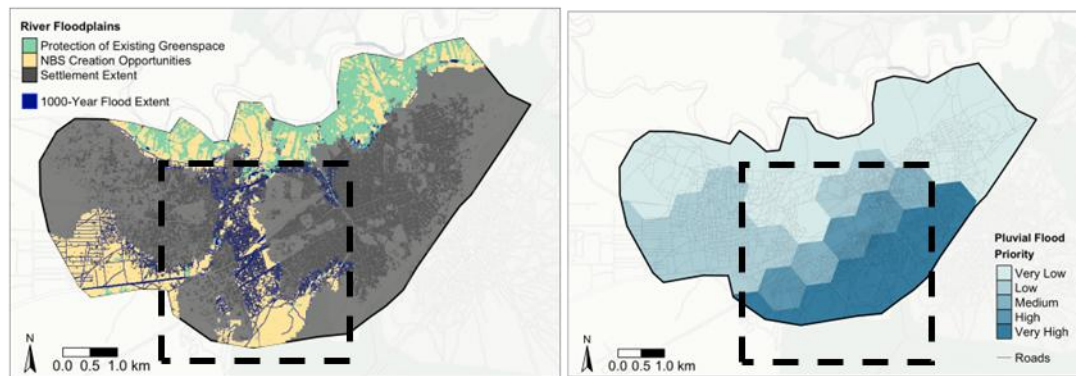 River Floodplains
Protection of Existing Greenspace
NBS Creation Opportunities
Settlement Extent
1000-Year Flood Extent
N
0.0 0.5 1.0 km
Pluvial Flood
Priority
Very Low
Low
Medium
High
Very High
Roads
N
0.0 0.5 1.0 km